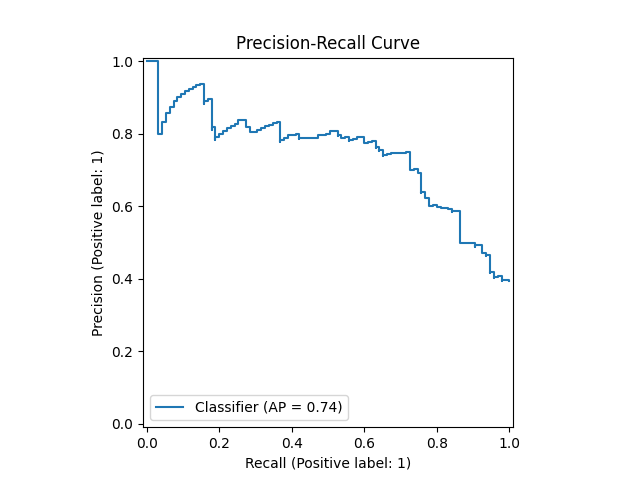 Precision-Recall Curve
1.0
0.8
0.6
0.4
0.2
0.0
Precision (Positive label: 1)
Classifier (AP = 0.74)
0.0 0.2 0.4 0.6 0.8 1.0
Recall (Positive label: 1)